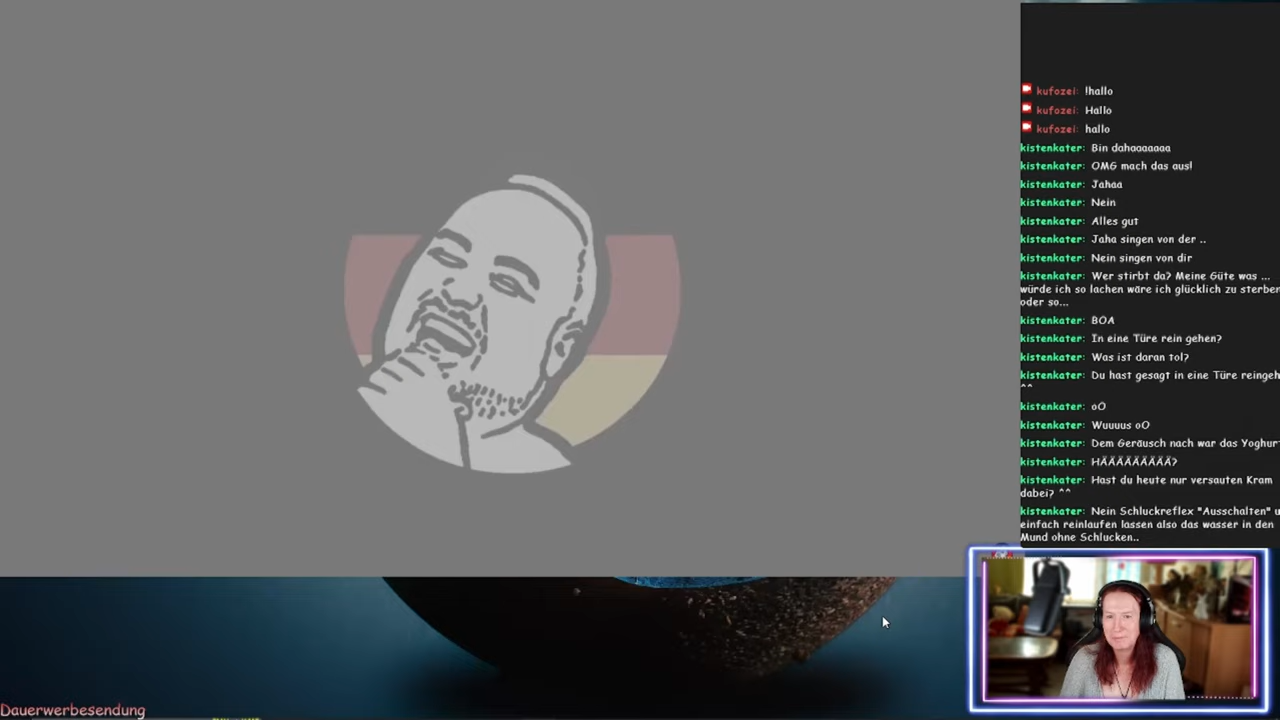 kufozei: !hallo
kufozei: Hallo
kufozei: hallo
kistenkater: Bin dahaaaaaaa
kistenkater: OMG mach das aus!
kistenkater: Jahaa
kistenkater: Nein
kistenkater: Alles gut
kistenkater: Jaha singen von der ..
kistenkater: Nein singen von dir
kistenkater: Wer stirbt da? Meine Güte was ...
würde ich so lachen wäre ich glücklich zu sterben
oder so...
kistenkater: BOA
kistenkater: In eine Türe rein gehen?
kistenkater: Was ist daran tol?
kistenkater: Du hast gesagt in eine Türe reingeh
^^
kistenkater: oO
kistenkater: Wuuuus oO
kistenkater: Dem Geräusch nach war das Yoghur
kistenkater: HÄÄÄÄÄÄÄÄÄ?
kistenkater: Hast du heute nur versauten Kram
dabei? ^^
kistenkater: Nein Schluckreflex "Ausschalten" u
einfach reinlaufen lassen also das wasser in den
Mund ohne Schlucken..
Dauerwerbesendung